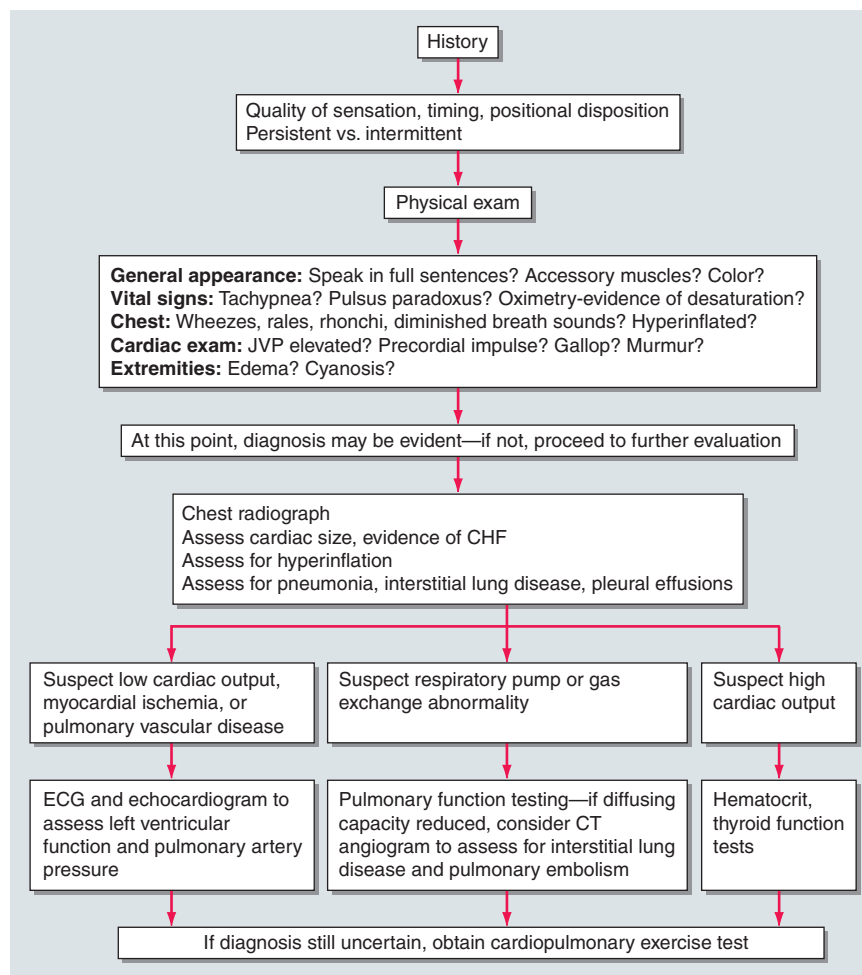 History
Quality of sensation, timing, positional disposition
Persistent vs. intermittent
Physical exam
General appearance: Speak in full sentences? Accessory muscles? Color?
Vital signs: Tachypnea? Pulsus paradoxus? Oximetry-evidence of desaturation?
Chest: Wheezes, rales, rhonchi, diminished breath sounds? Hyperinflated?
Cardiac exam: JVP elevated? Precordial impulse? Gallop? Murmur?
Extremities: Edema? Cyanosis?
At this point, diagnosis may be evident—if not, proceed to further evaluation
Chest radiograph
Assess cardiac size, evidence of CHF
Assess for hyperinflation
Assess for pneumonia, interstitial lung disease, pleural effusions
Suspect low cardiac output,
myocardial ischemia, or
pulmonary vascular disease
Suspect respiratory pump or gas
exchange abnormality
Suspect high
cardiac output
ECG and echocardiogram to
assess left ventricular
function and pulmonary artery
pressure
Pulmonary function testing—if diffusing
capacity reduced, consider CT
angiogram to assess for interstitial lung
disease and pulmonary embolism
Hematocrit,
thyroid function
tests
If diagnosis still uncertain, obtain cardiopulmonary exercise test